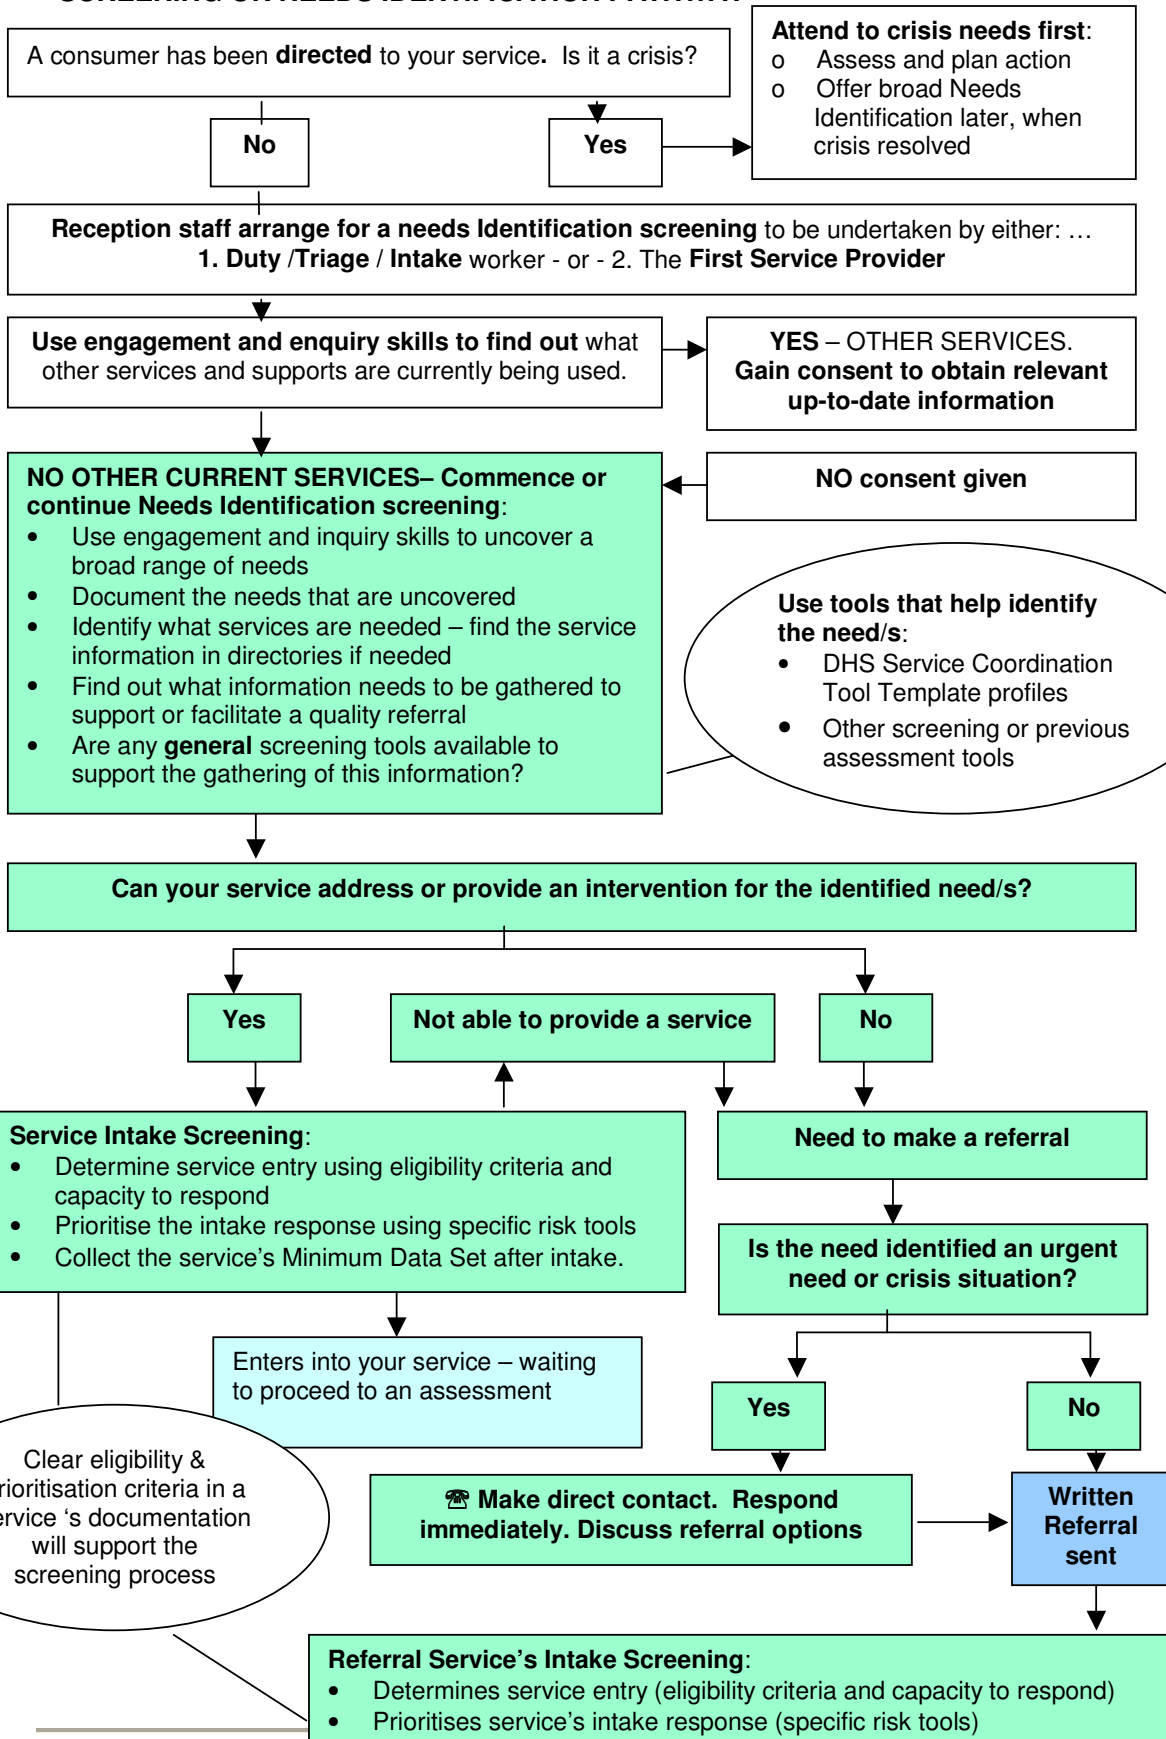 A consumer has been directed to your service. Is it a crisis?
Attend to crisis needs first:
o Assess and plan action
o Offer broad Needs
Identification later, when
crisis resolved
No
Yes
Reception staff arrange for a needs Identification screening to be undertaken by either: …
1. Duty /Triage / Intake worker - or - 2. The First Service Provider
Use engagement and enquiry skills to find out what
other services and supports are currently being used.
YES – OTHER SERVICES.
Gain consent to obtain relevant
up-to-date information
NO OTHER CURRENT SERVICES– Commence or
continue Needs Identification screening:
• Use engagement and inquiry skills to uncover a
broad range of needs
• Document the needs that are uncovered
• Identify what services are needed – find the service
information in directories if needed
• Find out what information needs to be gathered to
support or facilitate a quality referral
• Are any general screening tools available to
support the gathering of this information?
NO consent given
Use tools that help identify
the need/s:
• DHS Service Coordination
Tool Template profiles
• Other screening or previous
assessment tools
Can your service address or provide an intervention for the identified need/s?
Yes
Not able to provide a service
No
Service Intake Screening:
• Determine service entry using eligibility criteria and
capacity to respond
• Prioritise the intake response using specific risk tools
• Collect the service's Minimum Data Set after intake.
Need to make a referral
Is the need identified an urgent
need or crisis situation?
Enters into your service – waiting
to proceed to an assessment
Yes
No
Clear eligibility &
rioritisation criteria in a
ervice ‘s documentation
will support the
screening process
☎ Make direct contact. Respond
immediately. Discuss referral options
Written
Referral
sent
Referral Service’s Intake Screening:
• Determines service entry (eligibility criteria and capacity to respond)
• Prioritises service’s intake response (specific risk tools)